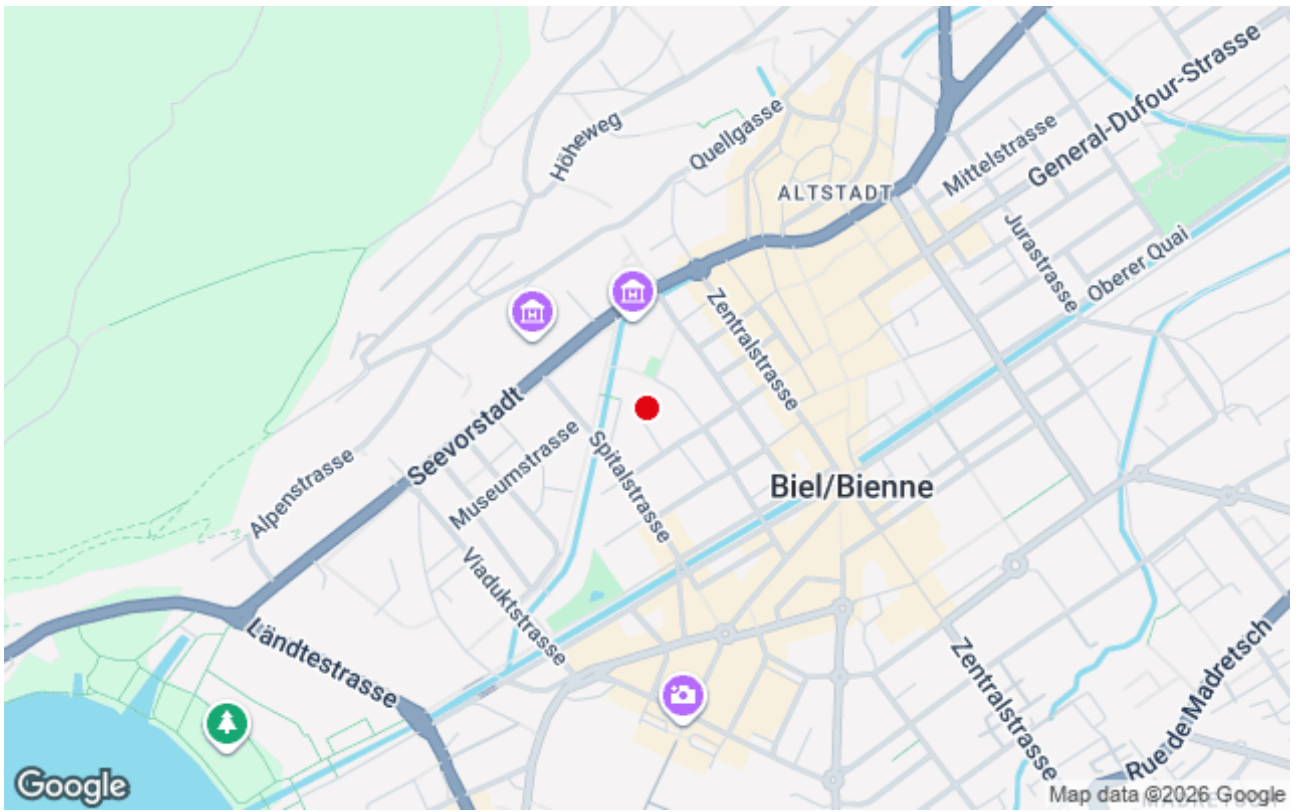 General-Dufour-Strasse
Höheweg
Quellgasse
Mittelstrasse
ALTSTADT
Jurastrasse
Oberer Quai
Zentralstrasse
Seevorstadt
Museumstrasse
Spitalstrasse
Alpenstrasse
Biel/Bienne
Viaduktstrasse
Ländtestrasse
Zentralstrasse
Rue de Madretsch
Google
Map data ©2026 Google